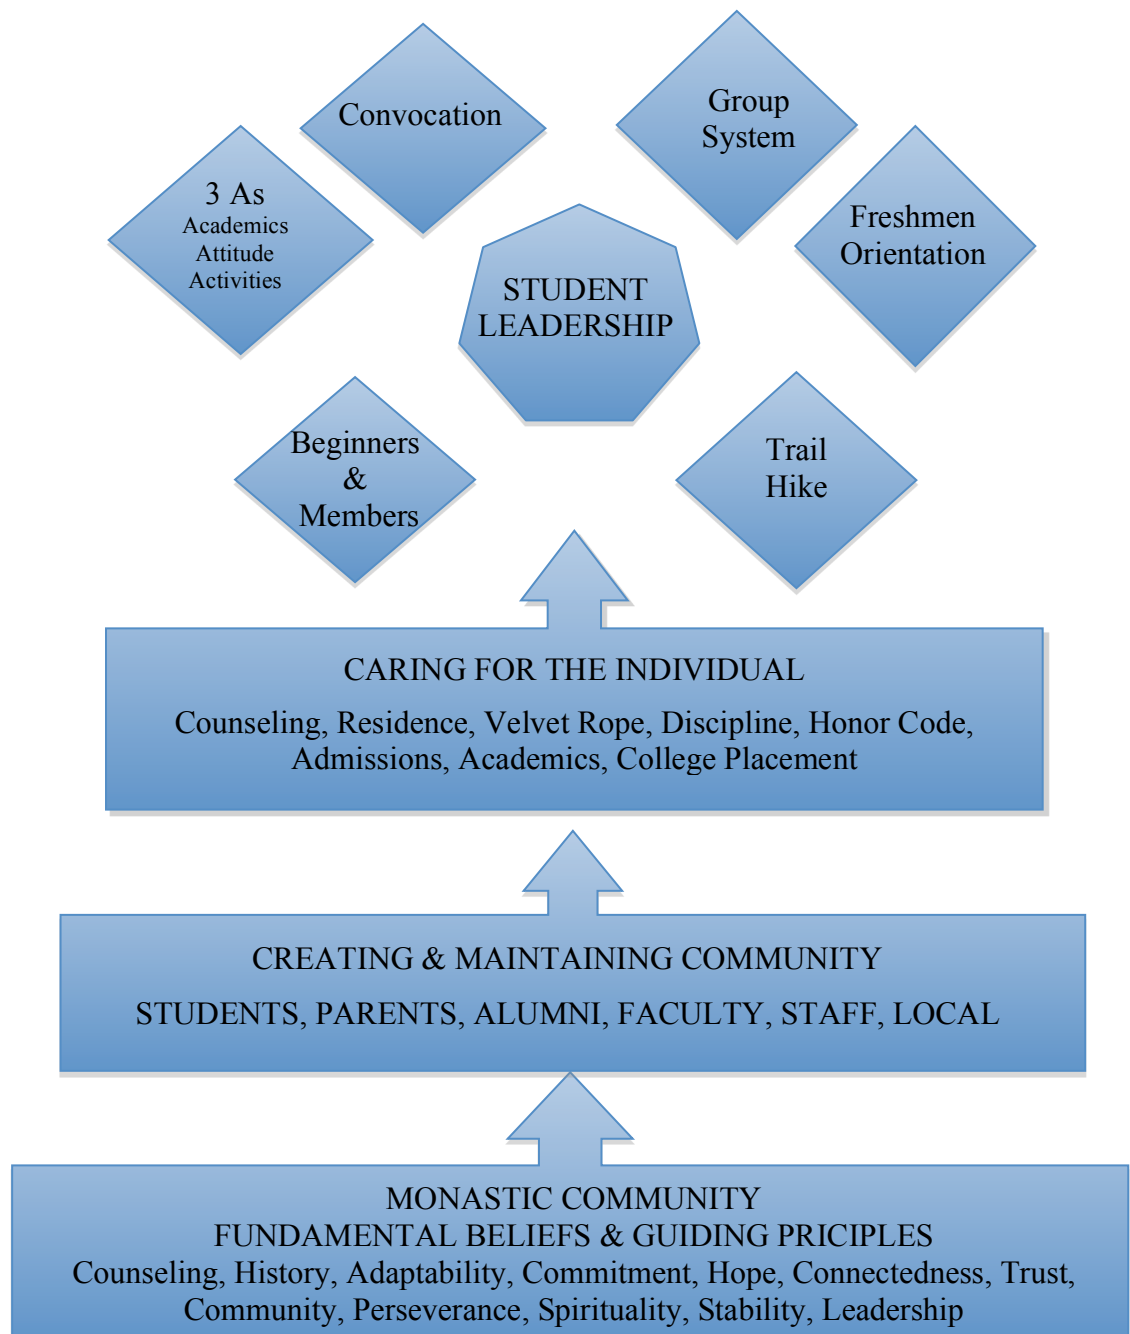 Convocation
Group
System
3 As
Academics
Attitude
Activities
Freshmen
Orientation
STUDENT
LEADERSHIP
Beginners
&
Members
Trail
Hike
CARING FOR THE INDIVIDUAL
Counseling, Residence, Velvet Rope, Discipline, Honor Code,
Admissions, Academics, College Placement
CREATING & MAINTAINING COMMUNITY
STUDENTS, PARENTS, ALUMNI, FACULTY, STAFF, LOCAL
MONASTIC COMMUNITY
FUNDAMENTAL BELIEFS & GUIDING PRICIPLES
Counseling, History, Adaptability, Commitment, Hope, Connectedness, Trust,
Community, Perseverance, Spirituality, Stability, Leadership